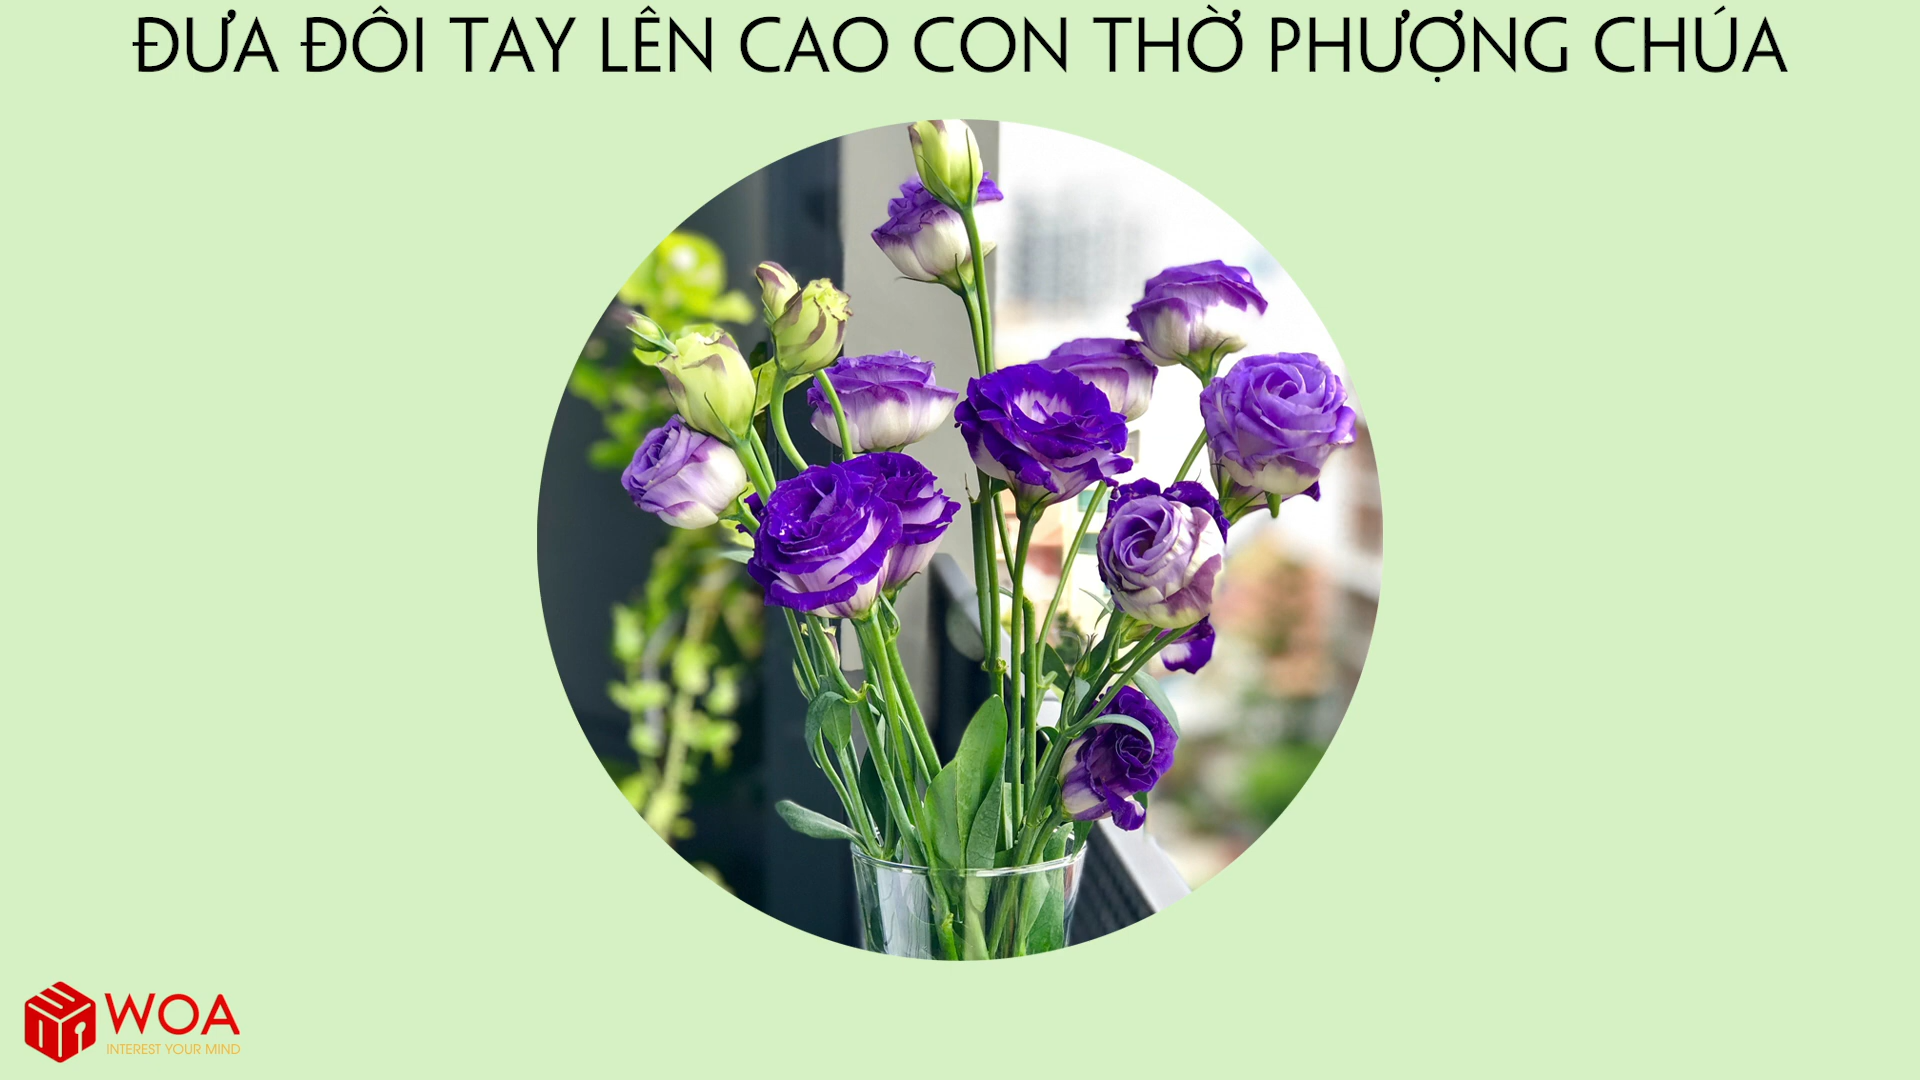 ĐƯA ĐÔI TAY LÊN CAO CON THỜ PHƯỢNG CHÚA
WOA
INTEREST YOUR MIND